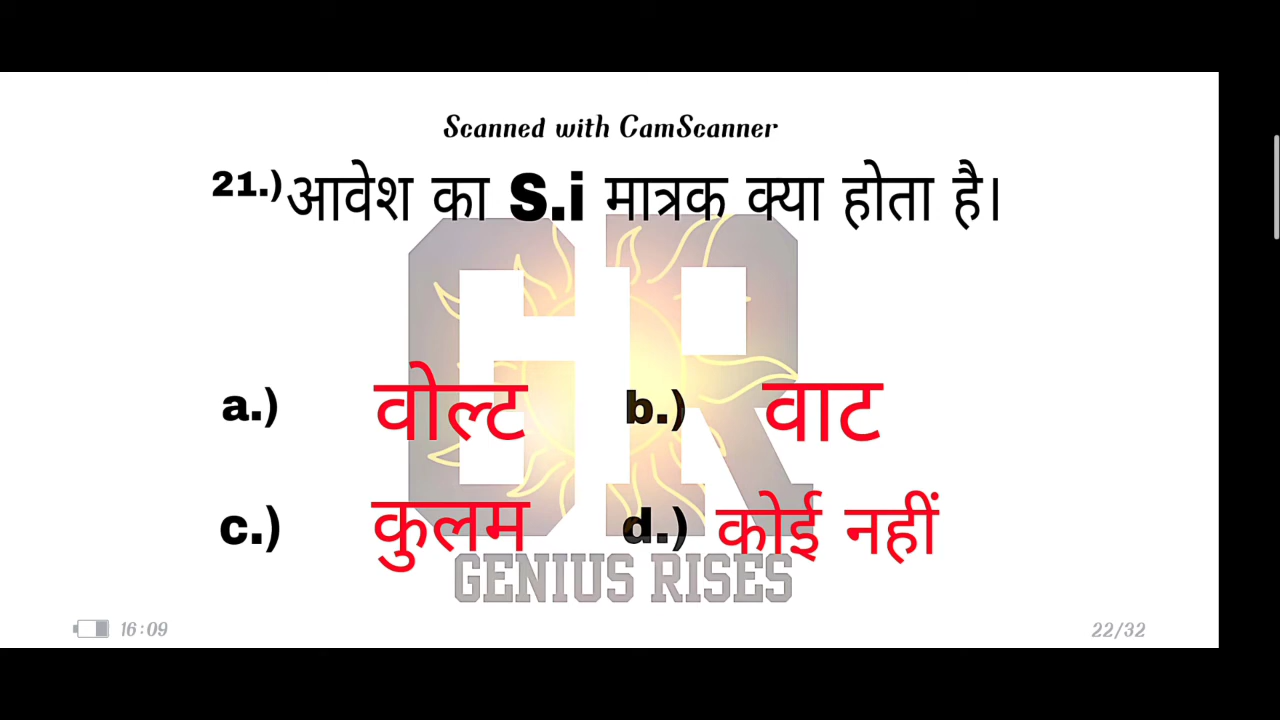 Scanned with CamScanner
21.) आवेश का S.i मात्रक क्या होता है।
a.) वोल्ट b.) वाट
c.) कुलम d.) कोई नहीं
GENIUS RISES
16:09 22/32